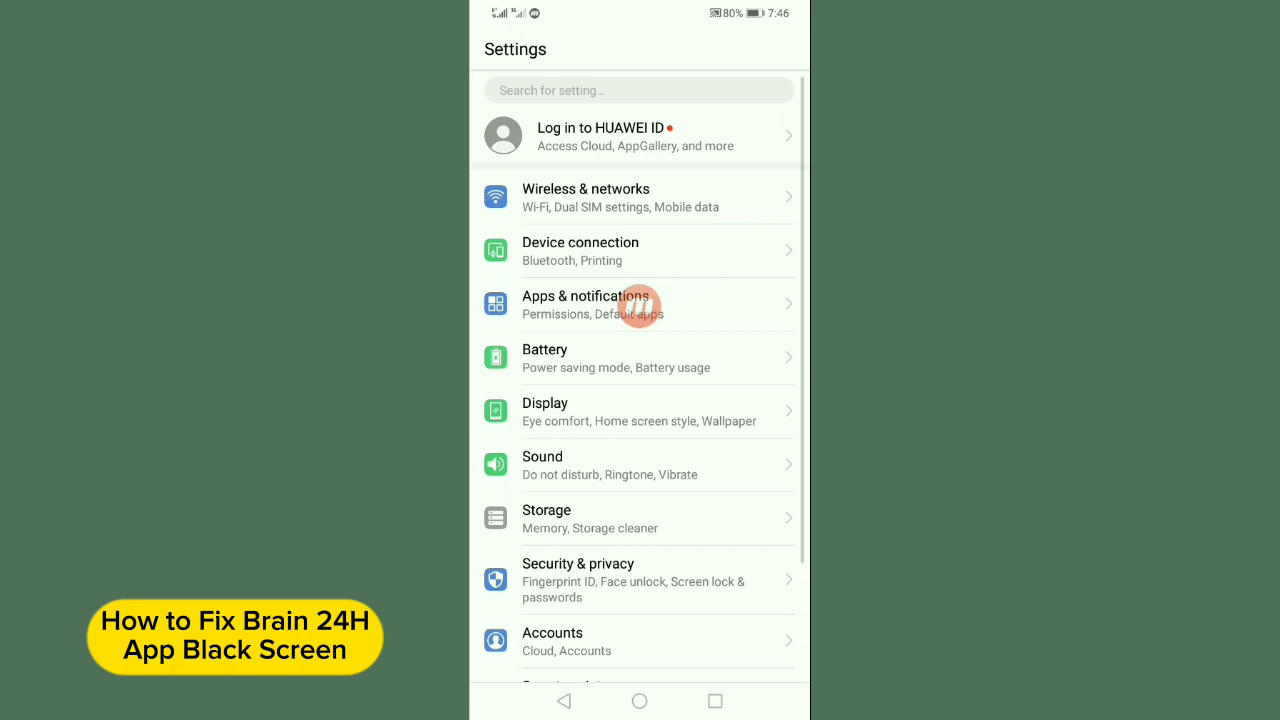 80% 7:46
Settings
Search for setting...
Log in to HUAWEI ID
Access Cloud, AppGallery, and more
Wireless & networks
Wi-Fi, Dual SIM settings, Mobile data
Device connection
Bluetooth, Printing
Apps & notifications
Permissions, Default apps
Battery
Power saving mode, Battery usage
Display
Eye comfort, Home screen style, Wallpaper
Sound
Do not disturb, Ringtone, Vibrate
Storage
Memory, Storage cleaner
Security & privacy
Fingerprint ID, Face unlock, Screen lock &
passwords
Accounts
Cloud, Accounts
How to Fix Brain 24H
App Black Screen